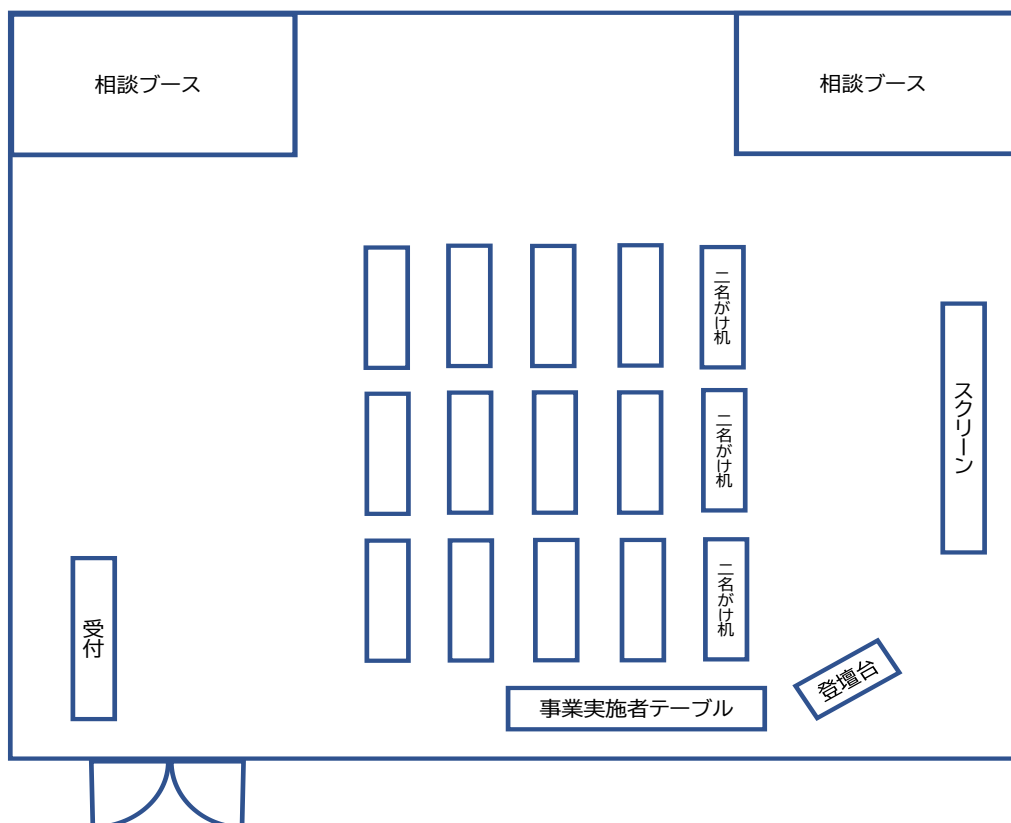 相談ブース
相談ブース
二名がけ机
二名がけ机
スクリーン
二名がけ机
受付
登壇台
事業実施者テーブル